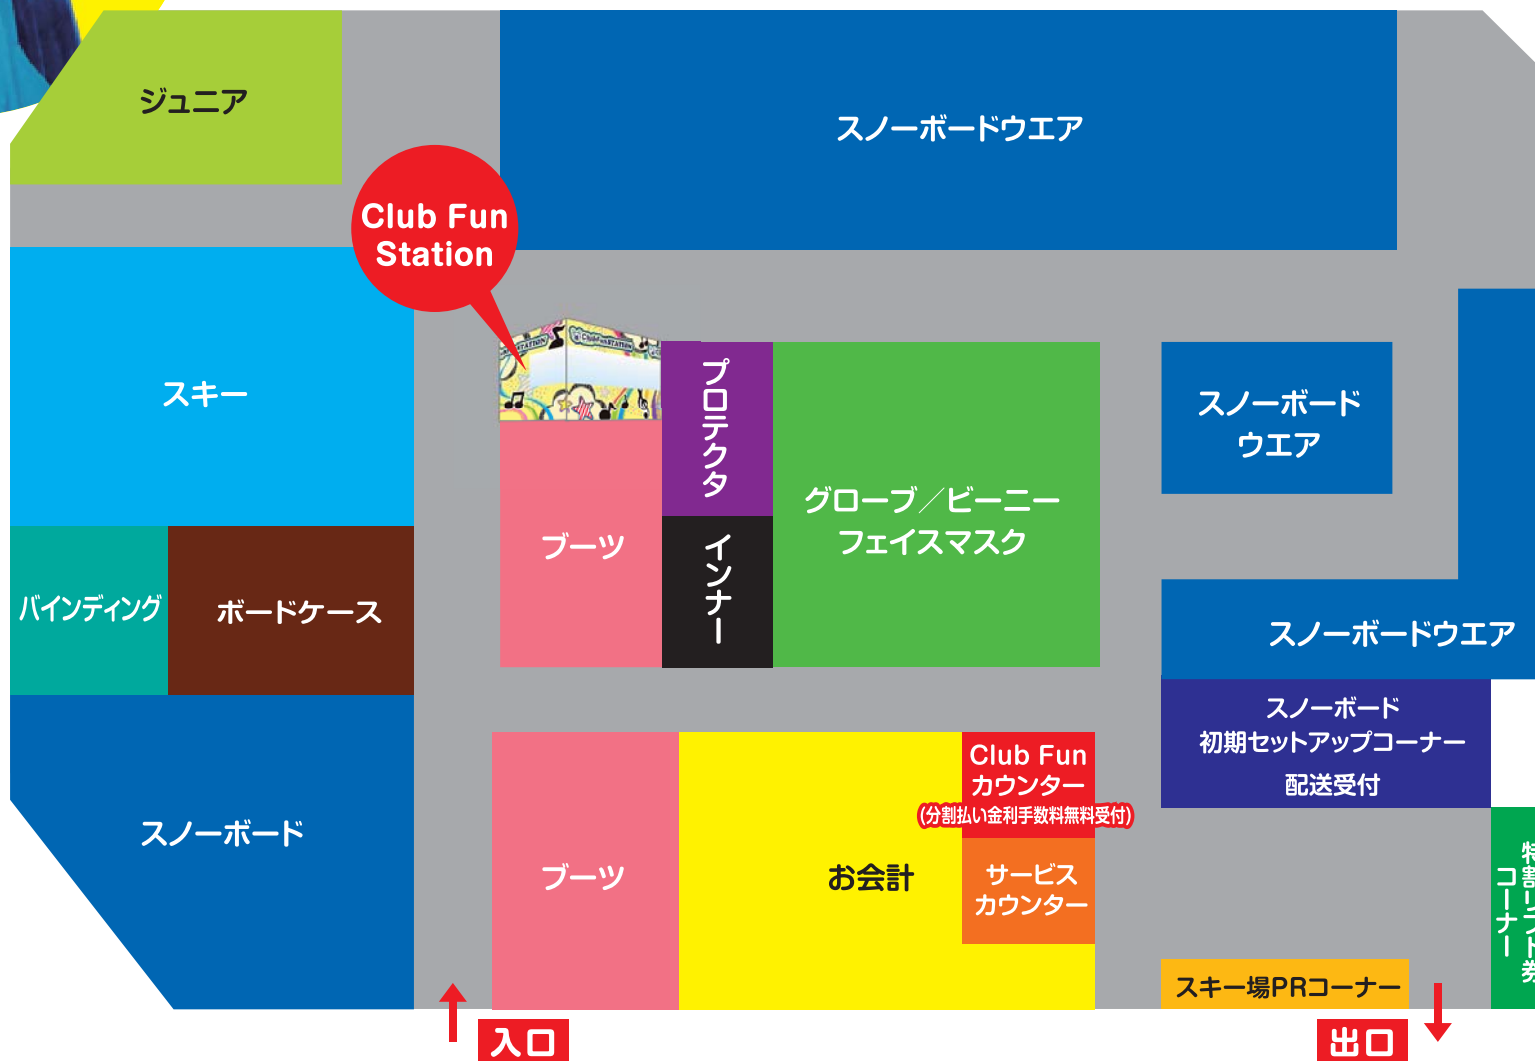 ジュニア
スノーボードウエア
Club Fun
Station
スキー
プロテクタ
スノーボード
ウエア
グローブ／ビーニー
フェイスマスク
ブーツ
インナー
バインディング
ボードケース
スノーボードウエア
スノーボード
初期セットアップコーナー
配送受付
Club Fun
カウンター
(分割払い金利手数料無料受付)
スノーボード
ブーツ
お会計
サービス
カウンター
特割リフト券
コーナー
スキー場PRコーナー
入口
出口